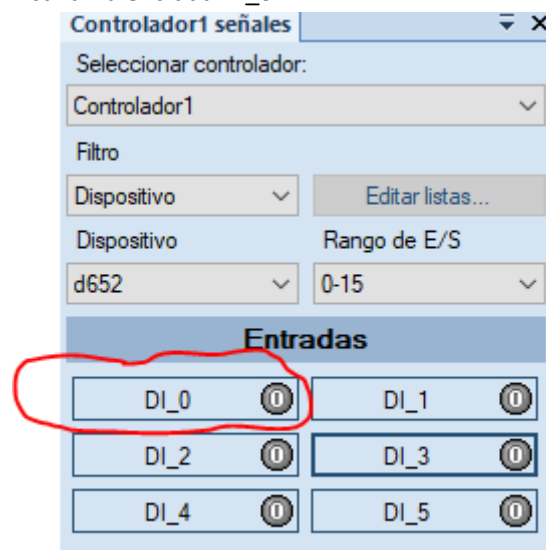 Controlador1 señales
Seleccionar controlador:
Controlador1
Filtro
Dispositivo Editar listas...
Dispositivo Rango de E/S
d652 0-15
Entradas
DI_0 DI_1
DI_2 DI_3
DI_4 DI_5